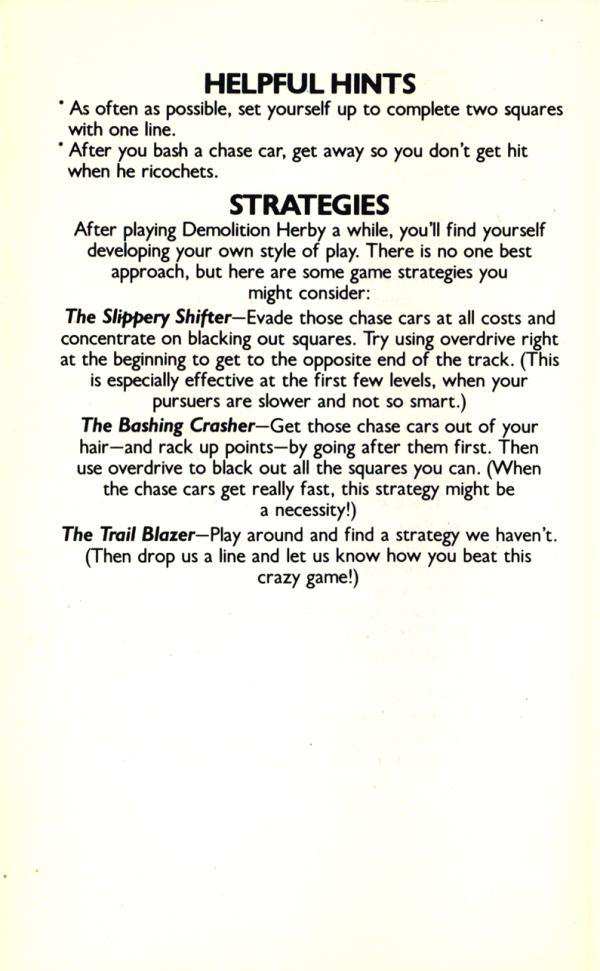 HELPFUL HINTS
* As often as possible, set yourself up to complete two squares
with one line.
* After you bash a chase car, get away so you don't get hit
when he ricochets.
STRATEGIES
After playing Demolition Herby a while, you'll find yourself
developing your own style of play. There is no one best
approach, but here are some game strategies you
might consider:
The Slippery Shifter—Evade those chase cars at all costs and
concentrate on blacking out squares. Try using overdrive right
at the beginning to get to the opposite end of the track. (This
is especially effective at the first few levels, when your
pursuers are slower and not so smart.)
The Bashing Crasher—Get those chase cars out of your
hair—and rack up points—by going after them first. Then
use overdrive to black out all the squares you can. (When
the chase cars get really fast, this strategy might be
a necessity!)
The Trail Blazer—Play around and find a strategy we haven't.
(Then drop us a line and let us know how you beat this
crazy game!)